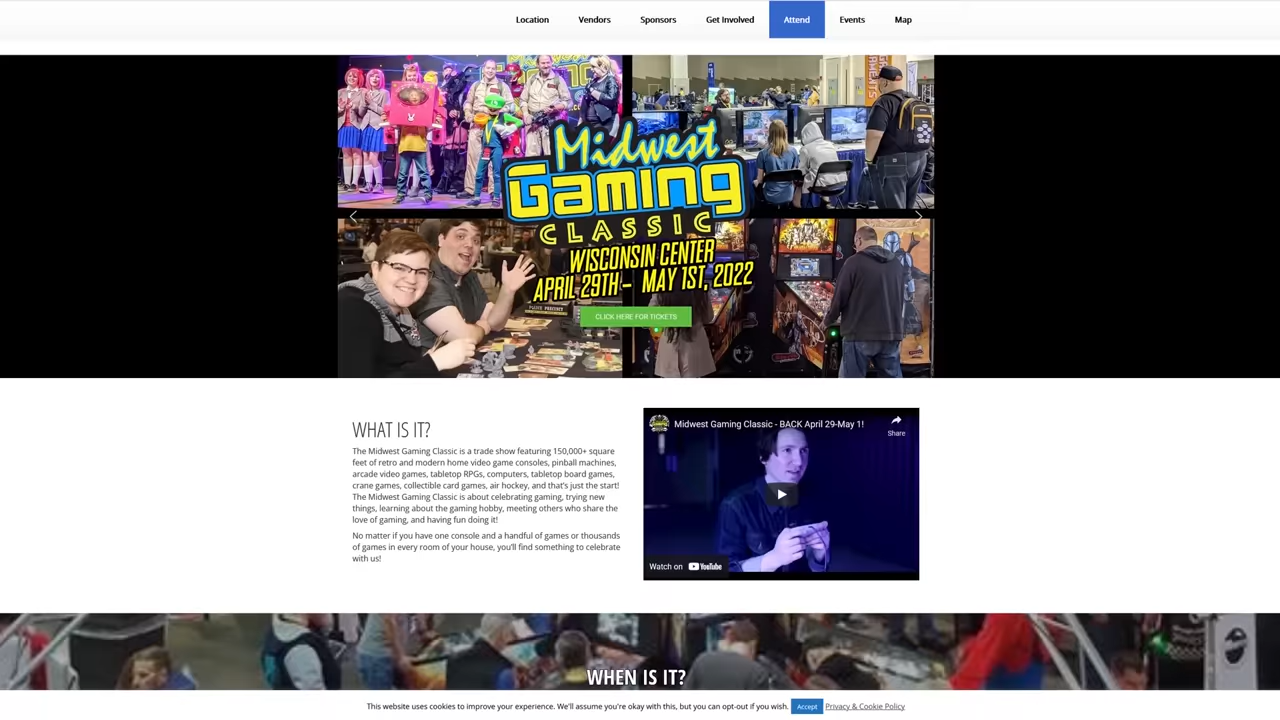 Location Vendors Sponsors Get Involved Attend Events Map
Midwest
Gaming
CLASSIC
WISCONSIN CENTER
APRIL 29TH - MAY 1ST, 2022
CLICK HERE FOR TICKETS
WHAT IS IT?
The Midwest Gaming Classic is a trade show featuring 150,000+ square
feet of retro and modern home video game consoles, pinball machines,
arcade video games, tabletop RPGs, computers, tabletop board games,
crane games, collectible card games, air hockey, and that's just the start!
The Midwest Gaming Classic is about celebrating gaming, trying new
things, learning about the gaming hobby, meeting others who share the
love of gaming, and having fun doing it!
No matter if you have one console and a handful of games or thousands
of games in every room of your house, you'll find something to celebrate
with us!
Midwest Gaming Classic - BACK April 29-May 1!
Share
Watch on YouTube
WHEN IS IT?
This website uses cookies to improve your experience. We'll assume you're okay with this, but you can opt-out if you wish. Accept Privacy & Cookie Policy